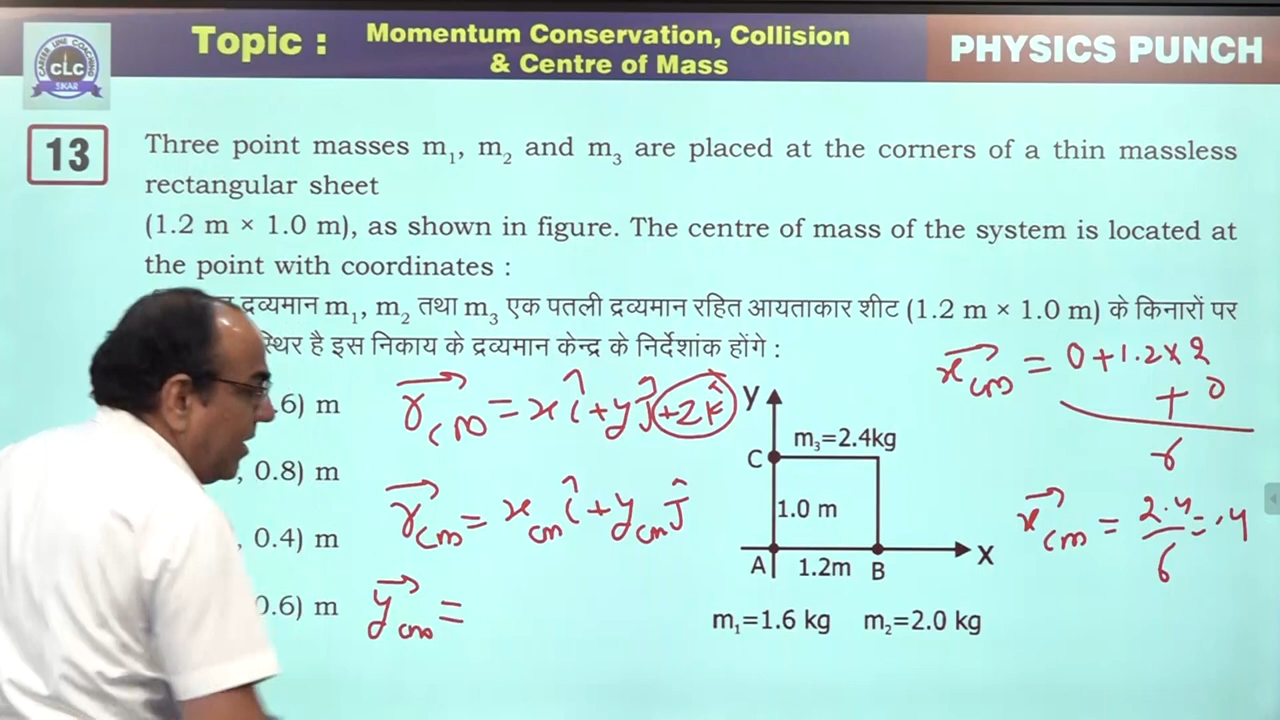 CAREER LINE COACHING
CLC
SIKAR
Topic :
Momentum Conservation, Collision
& Centre of Mass
PHYSICS PUNCH
13
Three point masses m₁, m₂ and m₃ are placed at the corners of a thin massless
rectangular sheet
(1.2 m × 1.0 m), as shown in figure. The centre of mass of the system is located at
the point with coordinates :
द्रव्यमान m₁, m₂ तथा m₃ एक पतली द्रव्यमान रहित आयताकार शीट (1.2 m × 1.0 m) के किनारों पर
स्थिर है इस निकाय के द्रव्यमान केन्द्र के निर्देशांक होंगे :
6) m
, 0.8) m
, 0.4) m
0.6) m
r⃗cm = xî + yĵ + zk̂
r⃗cm = xcm î + ycm ĵ
y⃗cm =
Y
m₃=2.4kg
C
1.0 m
A
1.2m
B
X
m₁=1.6 kg m₂=2.0 kg
x⃗cm = 0+1.2×2
+ 0
6
x⃗cm = 2.4/6 = .4